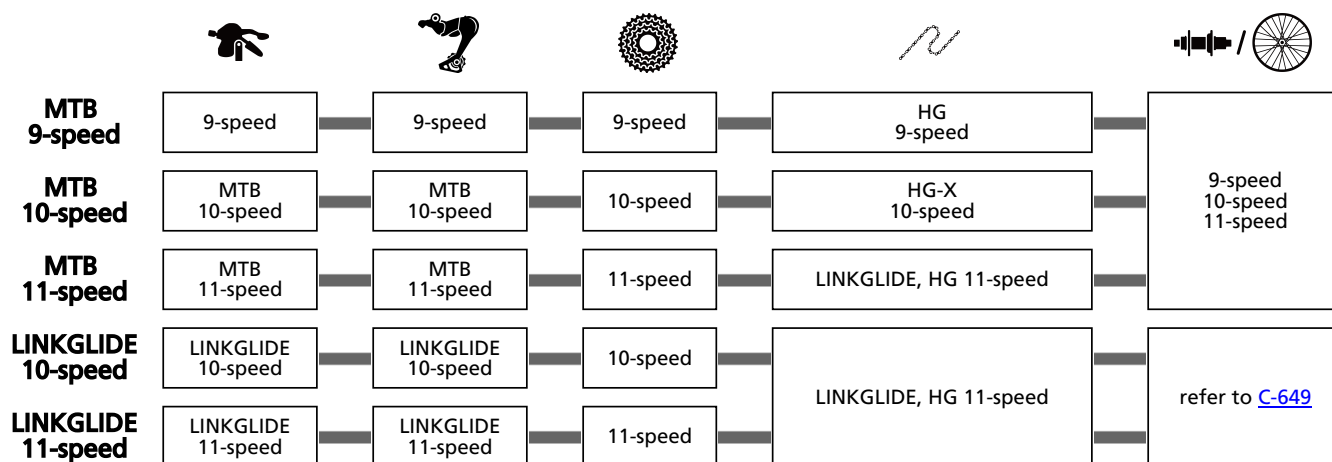 MTB
9-speed
9-speed
9-speed
9-speed
HG
9-speed
MTB
10-speed
MTB
10-speed
MTB
10-speed
10-speed
HG-X
10-speed
9-speed
10-speed
11-speed
MTB
11-speed
MTB
11-speed
MTB
11-speed
11-speed
LINKGLIDE, HG 11-speed
LINKGLIDE
10-speed
LINKGLIDE
10-speed
LINKGLIDE
10-speed
10-speed
LINKGLIDE, HG 11-speed
refer to C-649
LINKGLIDE
11-speed
LINKGLIDE
11-speed
LINKGLIDE
11-speed
11-speed